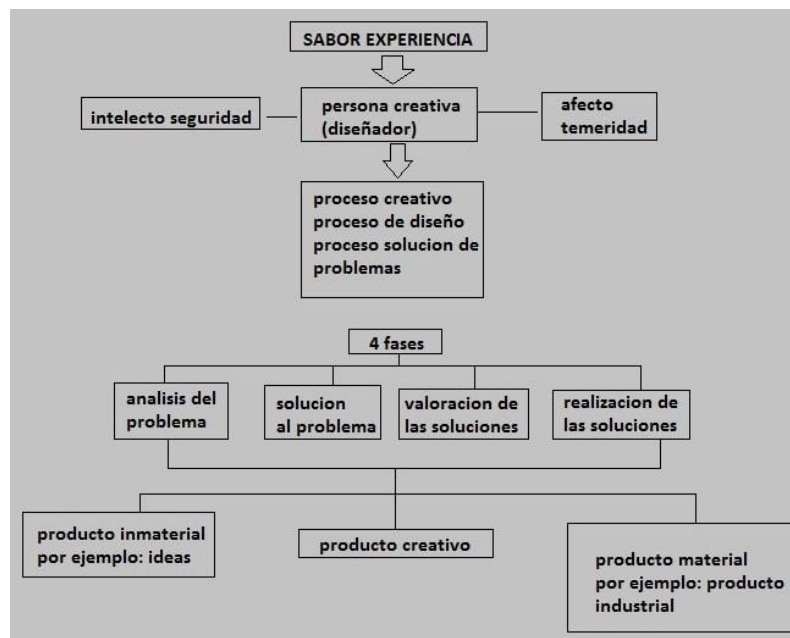 SABOR EXPERIENCIA
intelecto seguridad
persona creativa
(diseñador)
afecto
temeridad
proceso creativo
proceso de diseño
proceso solucion de
problemas
4 fases
analisis del
problema
solucion
al problema
valoracion de
las soluciones
realizacion de
las soluciones
producto inmaterial
por ejemplo: ideas
producto creativo
producto material
por ejemplo: producto
industrial